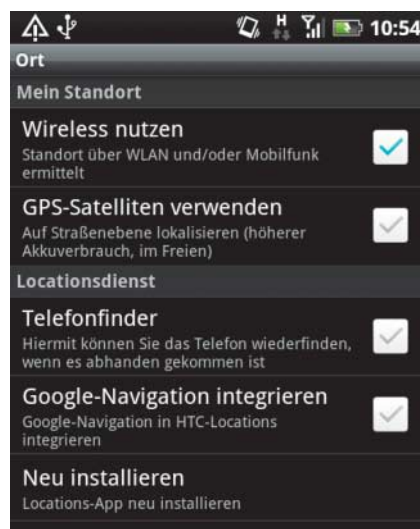 H
10:54
Ort
Mein Standort
Wireless nutzen
Standort über WLAN und/oder Mobilfunk
ermittelt
GPS-Satelliten verwenden
Auf Straßenebene lokalisieren (höherer
Akkuverbrauch, im Freien)
Locationsdienst
Telefonfinder
Hiermit können Sie das Telefon wiederfinden,
wenn es abhanden gekommen ist
Google-Navigation integrieren
Google-Navigation in HTC-Locations
integrieren
Neu installieren
Locations-App neu installieren